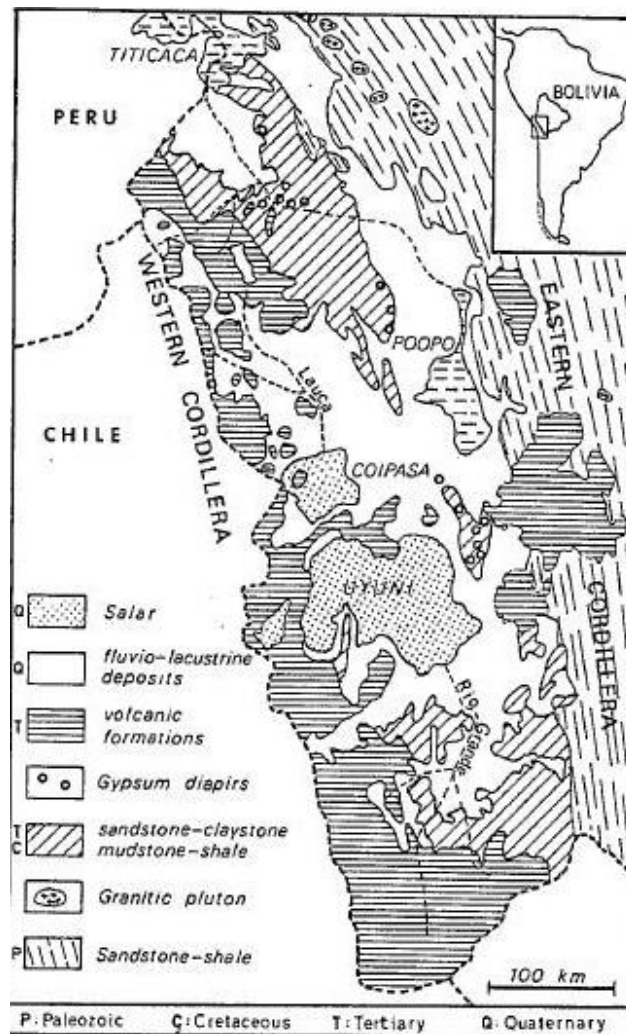 TITICACA
BOLIVIA
PERU
WESTERN CORDILLERA
EASTERN
POOPO
Lauca
CHILE
COIPASA
UYUNI
CORDILLERA
Rio
Grande
Q Salar
Q fluvio-lacustrine
deposits
T volcanic
formations
Gypsum diapirs
T
C sandstone-claystone
mudstone-shale
Granitic pluton
P Sandstone-shale
100 km
P: Paleozoic Ç: Cretaceous T: Tertiary Q: Quaternary